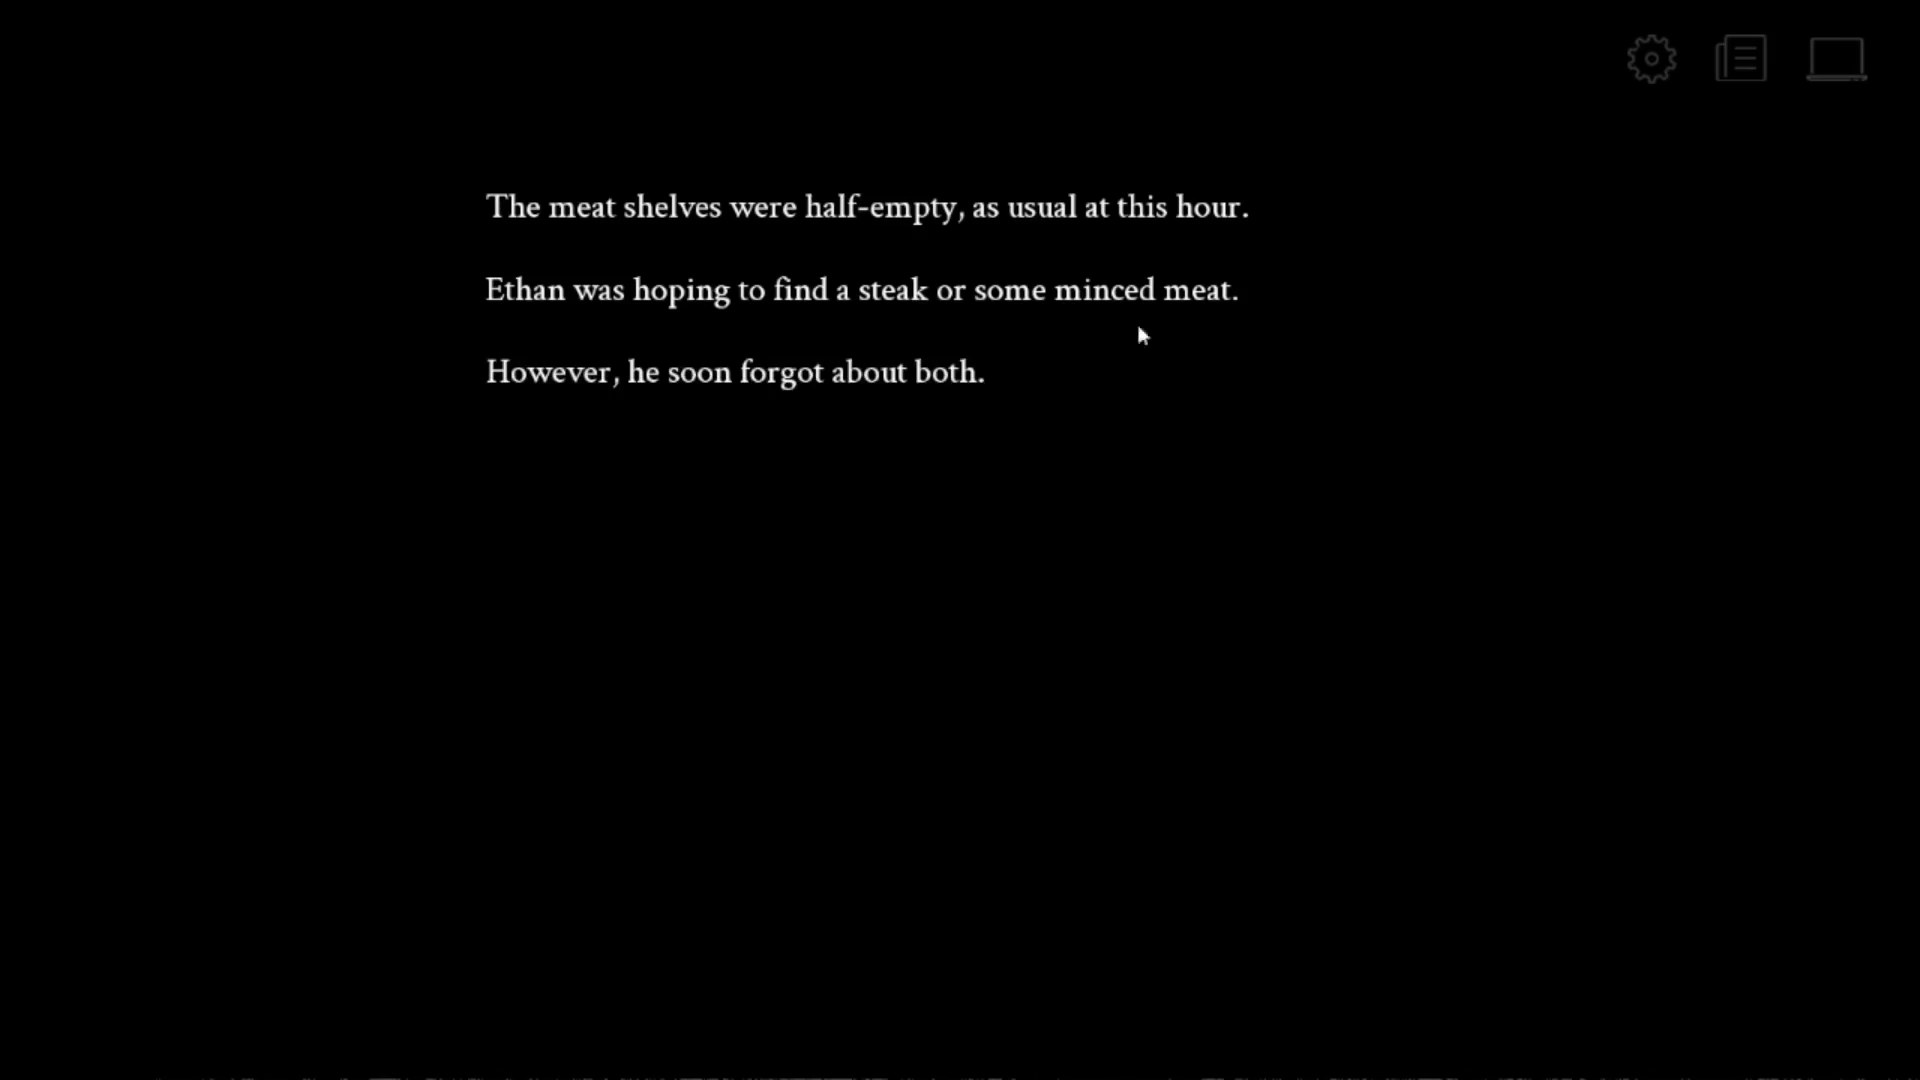 The meat shelves were half-empty, as usual at this hour.
Ethan was hoping to find a steak or some minced meat.
However, he soon forgot about both.